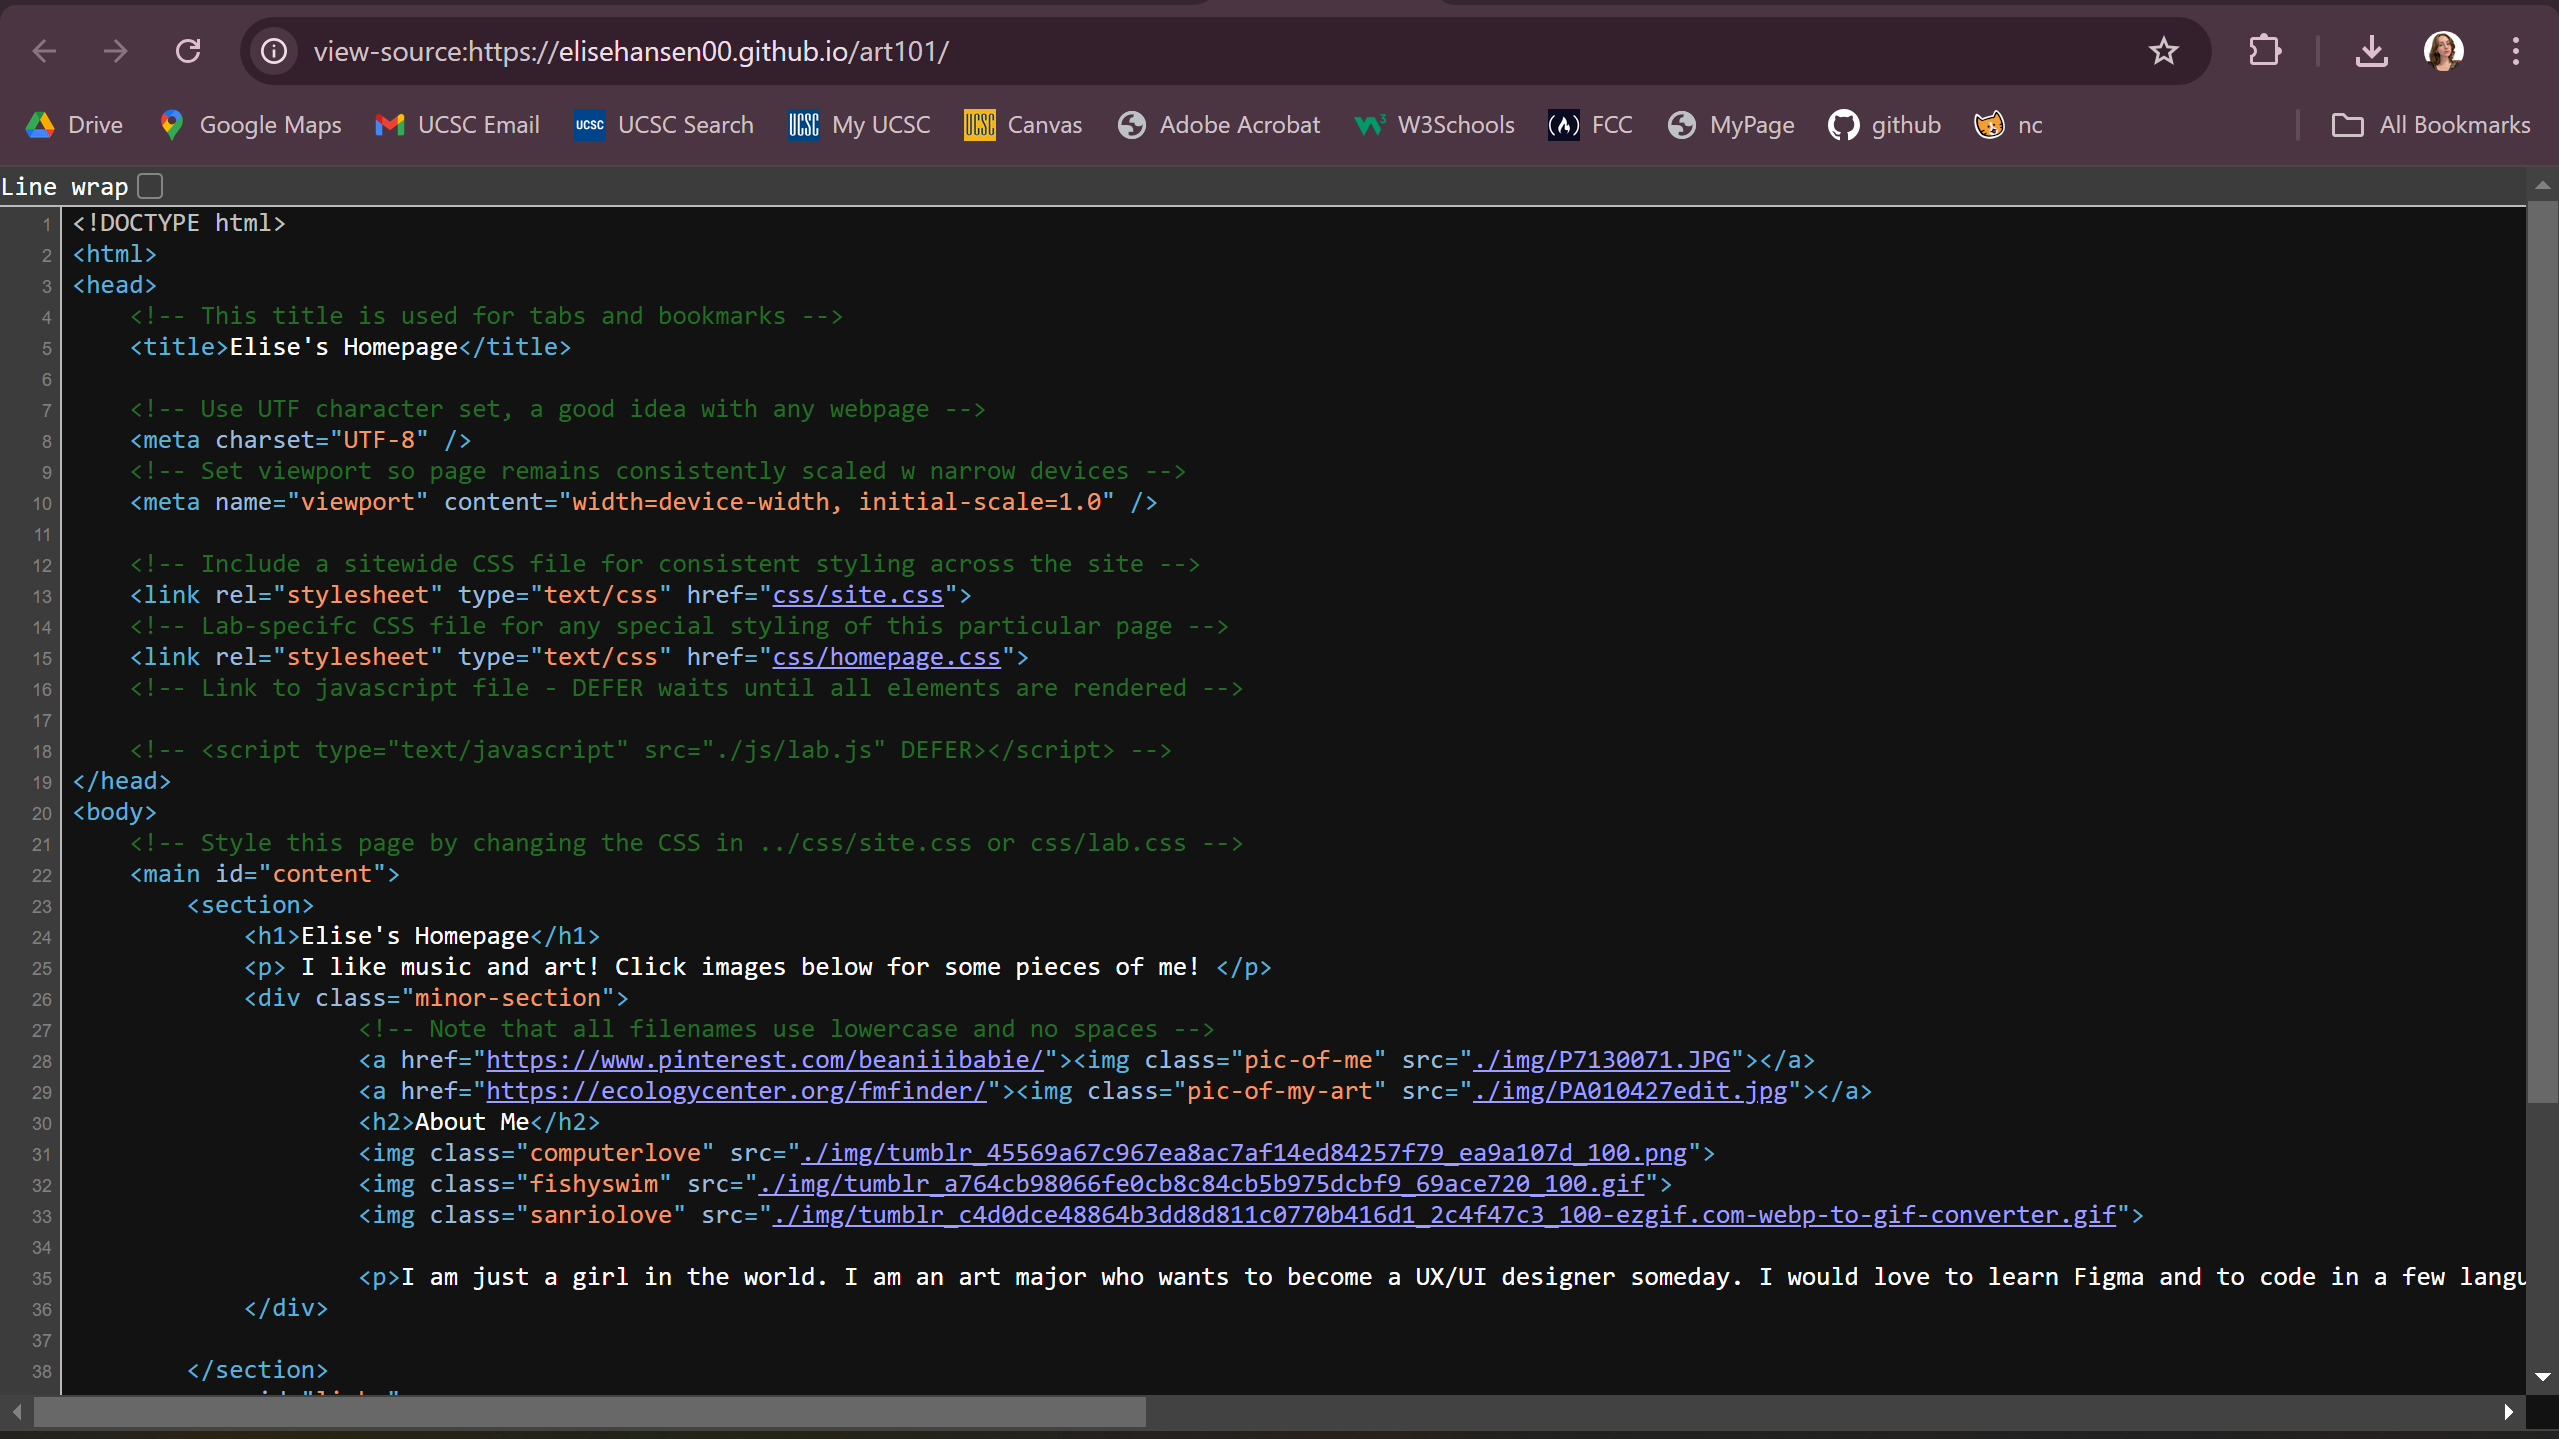 view-source:https://elisehansen00.github.io/art101/
Drive Google Maps UCSC Email UCSC UCSC Search UCSC My UCSC UCSC Canvas Adobe Acrobat W3Schools FCC MyPage github nc All Bookmarks
Line wrap
1 <!DOCTYPE html>
2 <html>
3 <head>
4 <!-- This title is used for tabs and bookmarks -->
5 <title>Elise's Homepage</title>
6
7 <!-- Use UTF character set, a good idea with any webpage -->
8 <meta charset="UTF-8" />
9 <!-- Set viewport so page remains consistently scaled w narrow devices -->
10 <meta name="viewport" content="width=device-width, initial-scale=1.0" />
11
12 <!-- Include a sitewide CSS file for consistent styling across the site -->
13 <link rel="stylesheet" type="text/css" href="css/site.css">
14 <!-- Lab-specifc CSS file for any special styling of this particular page -->
15 <link rel="stylesheet" type="text/css" href="css/homepage.css">
16 <!-- Link to javascript file - DEFER waits until all elements are rendered -->
17
18 <!-- <script type="text/javascript" src="./js/lab.js" DEFER></script> -->
19 </head>
20 <body>
21 <!-- Style this page by changing the CSS in ../css/site.css or css/lab.css -->
22 <main id="content">
23 <section>
24 <h1>Elise's Homepage</h1>
25 <p> I like music and art! Click images below for some pieces of me! </p>
26 <div class="minor-section">
27 <!-- Note that all filenames use lowercase and no spaces -->
28 <a href="https://www.pinterest.com/beaniiibabie/"><img class="pic-of-me" src="./img/P7130071.JPG"></a>
29 <a href="https://ecologycenter.org/fmfinder/"><img class="pic-of-my-art" src="./img/PA010427edit.jpg"></a>
30 <h2>About Me</h2>
31 <img class="computerlove" src="./img/tumblr_45569a67c967ea8ac7af14ed84257f79_ea9a107d_100.png">
32 <img class="fishyswim" src="./img/tumblr_a764cb98066fe0cb8c84cb5b975dcbf9_69ace720_100.gif">
33 <img class="sanriolove" src="./img/tumblr_c4d0dce48864b3dd8d811c0770b416d1_2c4f47c3_100-ezgif.com-webp-to-gif-converter.gif">
34
35 <p>I am just a girl in the world. I am an art major who wants to become a UX/UI designer someday. I would love to learn Figma and to code in a few langu
36 </div>
37
38 </section>